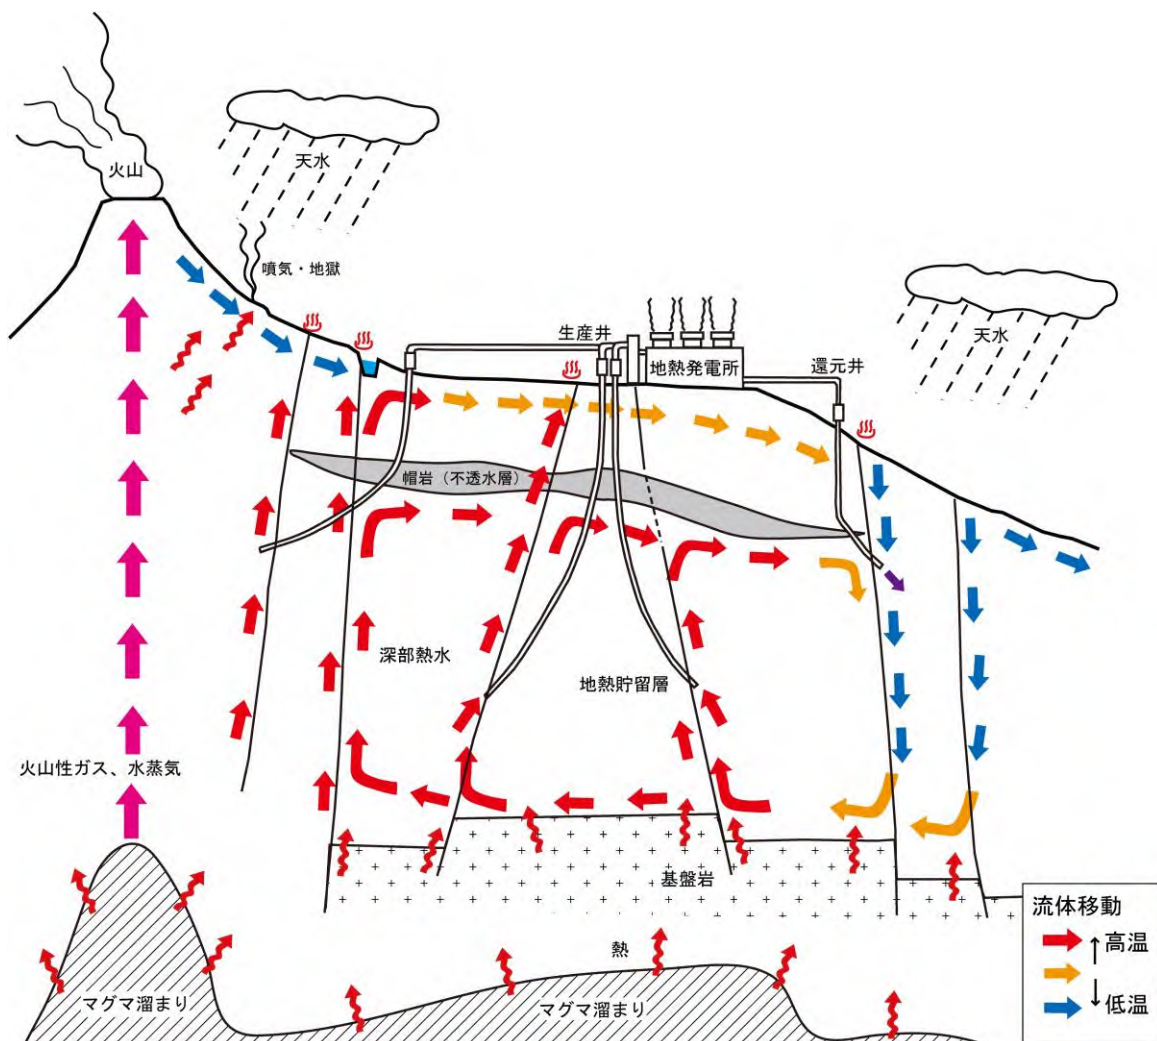 火山
天水
噴気・地獄
天水
生産井
地熱発電所
還元井
帽岩（不透水層）
深部熱水
地熱貯留層
火山性ガス、水蒸気
基盤岩
熱
マグマ溜まり
マグマ溜まり
流体移動
高温
低温